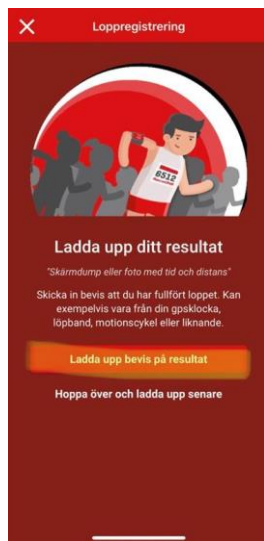 Loppregistrering
6512
Ladda upp ditt resultat
"Skärmdump eller foto med tid och distans"
Skicka in bevis att du har fullfört loppet. Kan
exempelvis vara från din gpsklocka,
löpband, motionscykel eller liknande.
Ladda upp bevis på resultat
Hoppa över och ladda upp senare